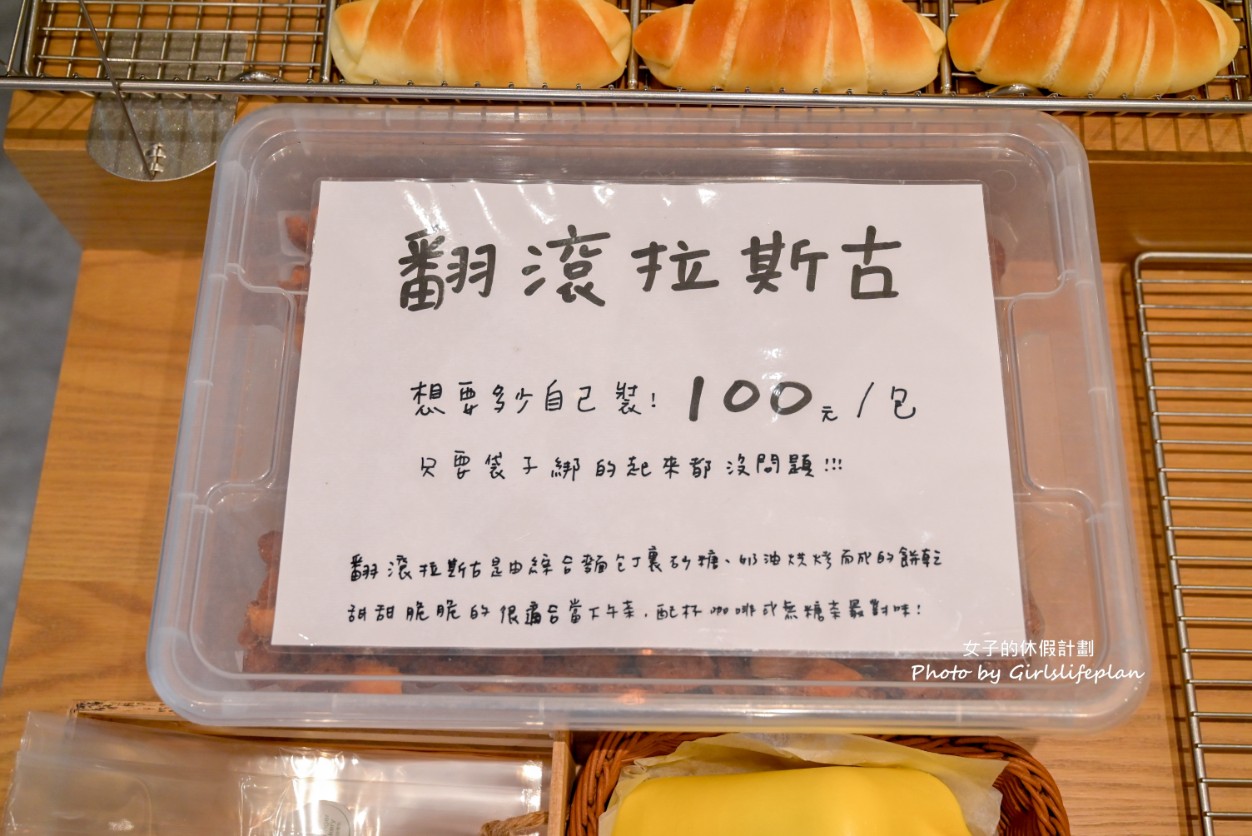 翻滾拉斯古
想要多少自己裝! 100元/包
只要袋子綁的起來都沒問題!!!
翻滾拉斯古是由綜合麵包丁裹砂糖、奶油烘烤而成的餅乾
甜甜脆脆的很適合當下午茶,配杯咖啡或無糖茶最對味!
女子的休假計劃
Photo by Girlslifeplan